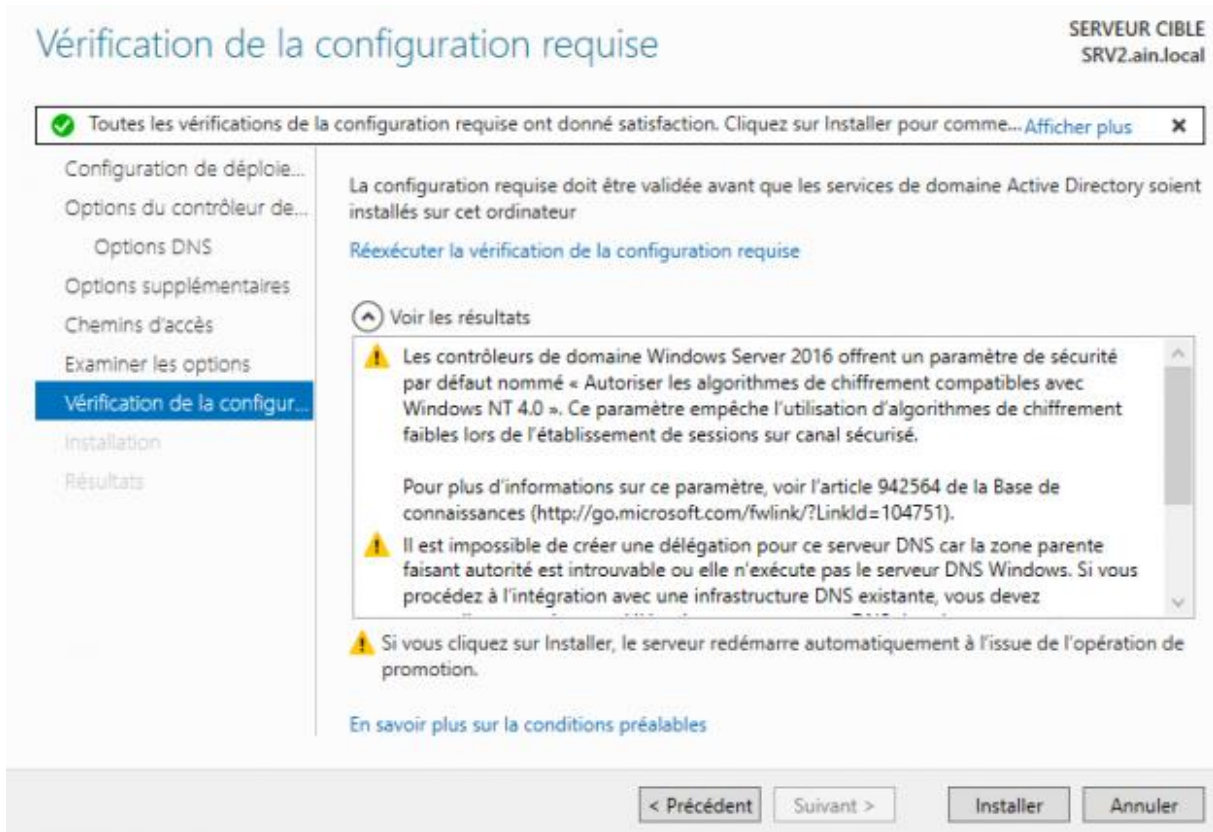 Vérification de la configuration requise
SERVEUR CIBLE
SRV2.ain.local
Toutes les vérifications de la configuration requise ont donné satisfaction. Cliquez sur Installer pour comme... Afficher plus
Configuration de déploie...
Options du contrôleur de...
Options DNS
Options supplémentaires
Chemins d'accès
Examiner les options
Vérification de la configur...
Installation
Résultats
La configuration requise doit être validée avant que les services de domaine Active Directory soient
installés sur cet ordinateur
Réexécuter la vérification de la configuration requise
Voir les résultats
Les contrôleurs de domaine Windows Server 2016 offrent un paramètre de sécurité
par défaut nommé « Autoriser les algorithmes de chiffrement compatibles avec
Windows NT 4.0 ». Ce paramètre empêche l'utilisation d'algorithmes de chiffrement
faibles lors de l'établissement de sessions sur canal sécurisé.
Pour plus d'informations sur ce paramètre, voir l'article 942564 de la Base de
connaissances (http://go.microsoft.com/fwlink/?LinkId=104751).
Il est impossible de créer une délégation pour ce serveur DNS car la zone parente
faisant autorité est introuvable ou elle n'exécute pas le serveur DNS Windows. Si vous
procédez à l'intégration avec une infrastructure DNS existante, vous devez
Si vous cliquez sur Installer, le serveur redémarre automatiquement à l'issue de l'opération de
promotion.
En savoir plus sur la conditions préalables
< Précédent
Suivant >
Installer
Annuler